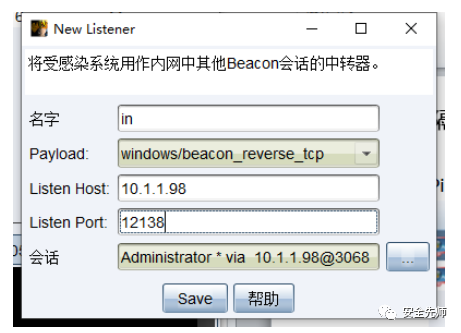 New Listener
将受感染系统用作内网中其他Beacon会话的中转器。
名字 in
Payload: windows/beacon_reverse_tcp
Listen Host: 10.1.1.98
Listen Port: 12138
会话 Administrator * via 10.1.1.98@3068 ...
Save 帮助
安全先师